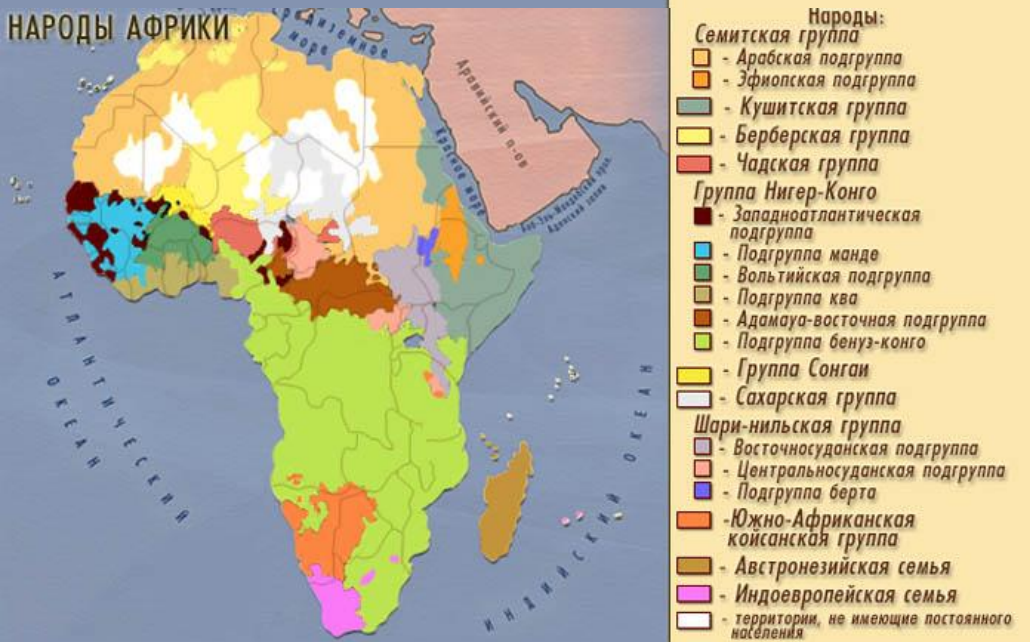 НАРОДЫ АФРИКИ
Средиземное
море
Аравийский п-ов
Красное море
Баб-Эль-Мандебский прол.
Аденский залив
АТЛАНТИЧЕСКИЙ
ОКЕАН
ИНДИЙСКИЙ
ОКЕАН
Народы:
Семитская группа
- Арабская подгруппа
- Эфиопская подгруппа
- Кушитская группа
- Берберская группа
- Чадская группа
Группа Нигер-Конго
- Западноатлантическая
подгруппа
- Подгруппа манде
- Вольтийская подгруппа
- Подгруппа ква
- Адамауа-восточная подгруппа
- Подгруппа бенуэ-конго
- Группа Сонгаи
- Сахарская группа
Шари-нильская группа
- Восточносуданская подгруппа
- Центральносуданская подгруппа
- Подгруппа берта
-Южно-Африканская
койсанская группа
- Австронезийская семья
- Индоевропейская семья
- территории, не имеющие постоянного
населения